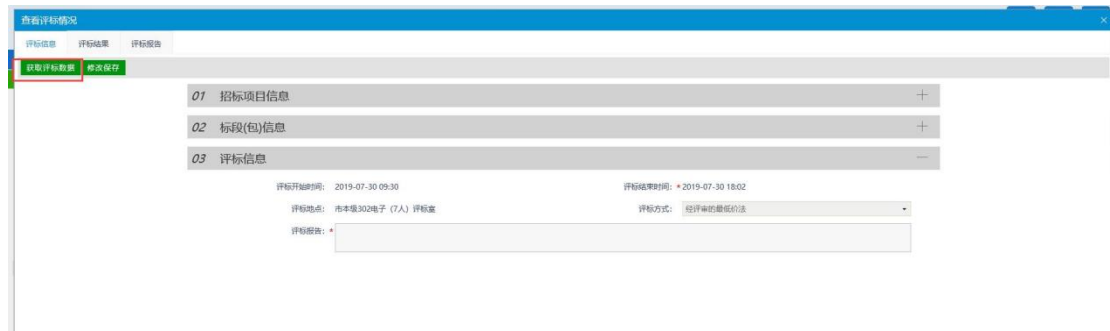 查看评标情况
评标信息 评标结果 评标报告
获取评标数据 修改保存
01 招标项目信息
02 标段(包)信息
03 评标信息
评标开始时间: 2019-07-30 09:30 评标结束时间: * 2019-07-30 18:02
评标地点: 市本级302电子 (7人) 评标室 评标方式: 经评审的最低价法
评标报告: *